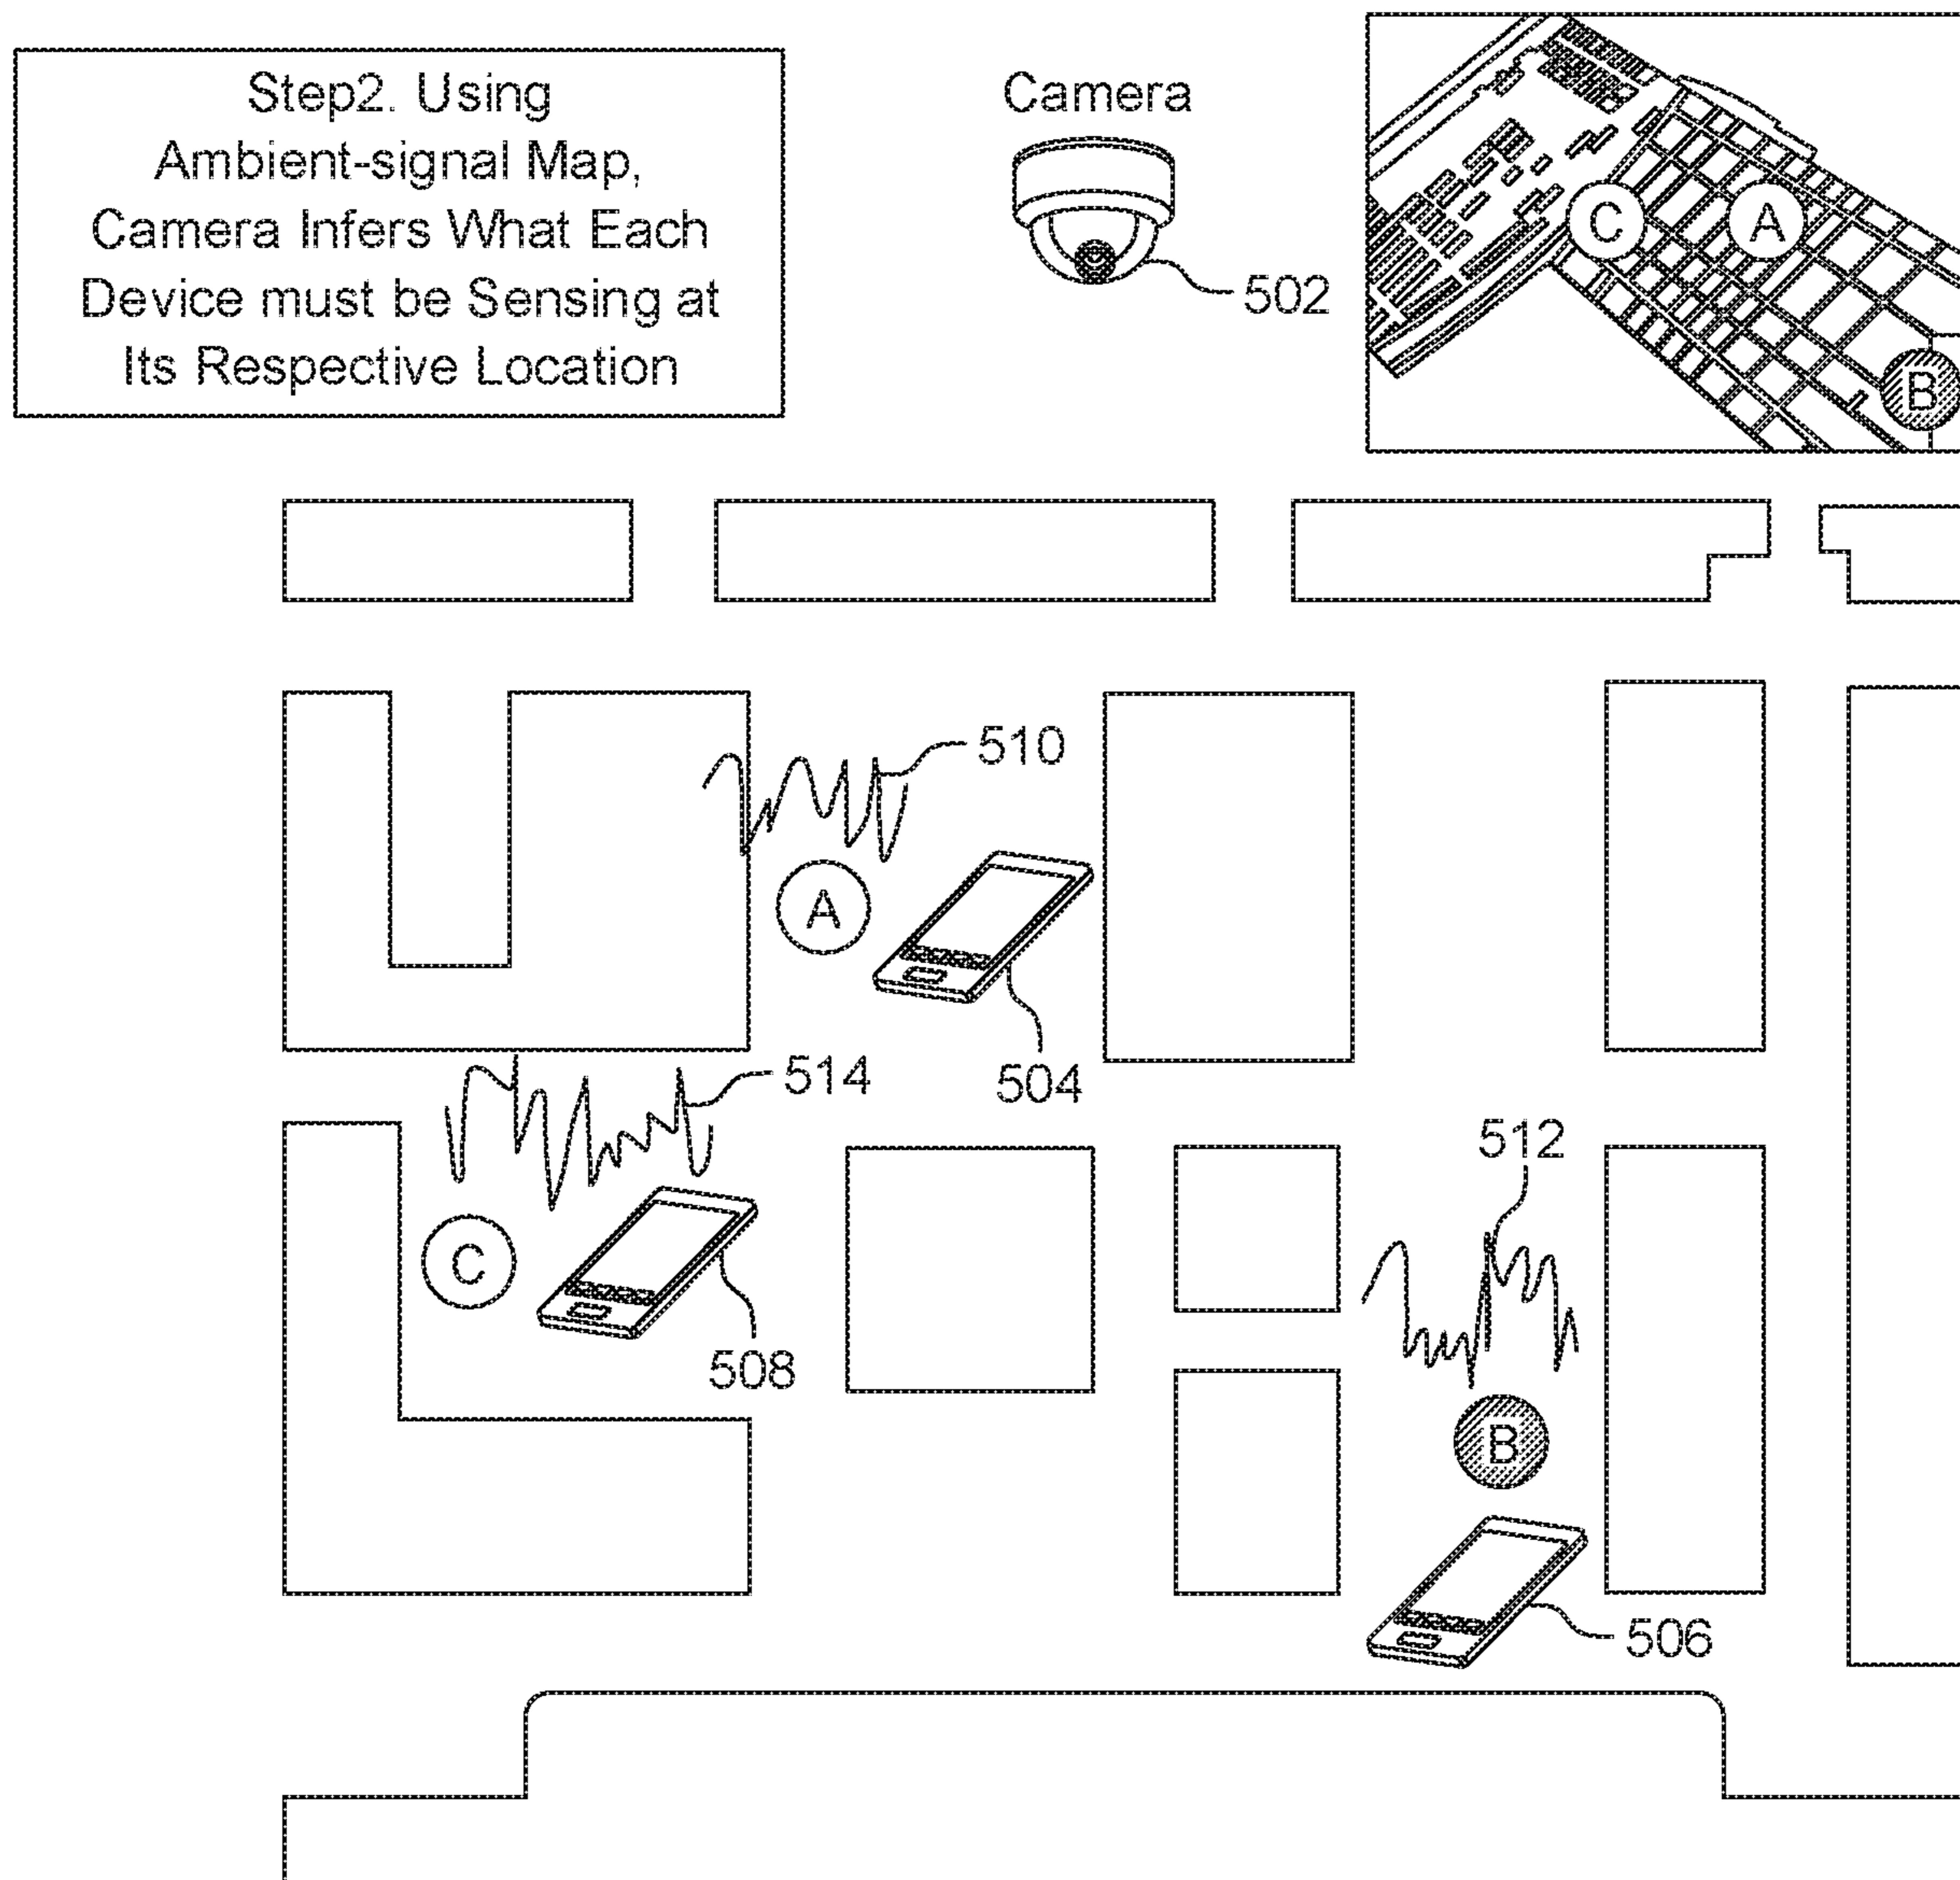 Step2. Using
Ambient-signal Map,
Camera Infers What Each
Device must be Sensing at
Its Respective Location
Camera
502
C
A
B
510
A
504
514
512
C
508
B
506